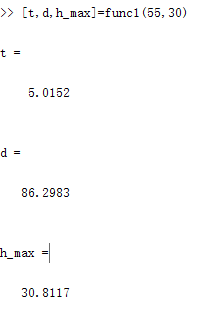 >> [t,d,h_max]=func1(55,30)
t =
5.0152
d =
86.2983
h_max =
30.8117